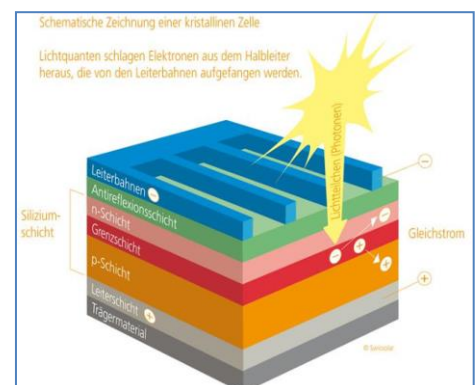 Schematische Zeichnung einer kristallinen Zelle
Lichtquanten schlagen Elektronen aus dem Halbleiter
heraus, die von den Leiterbahnen aufgefangen werden.
Lichtteilchen (Photonen)
Leiterbahnen −
Antireflexionsschicht
n-Schicht
Grenzschicht
p-Schicht
Leiterschicht +
Trägermaterial
Silizium-
schicht
−
−
− +
+
Gleichstrom
+